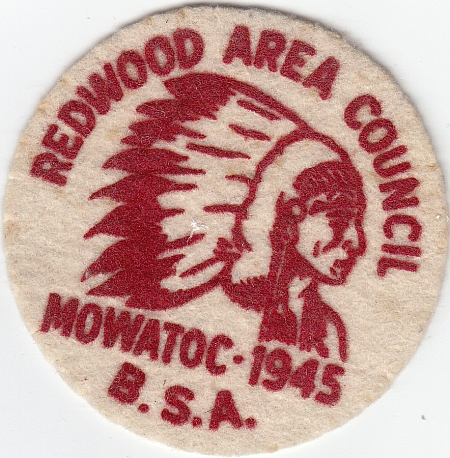 REDWOOD AREA COUNCIL
MOWATOC - 1945
B.S.A.